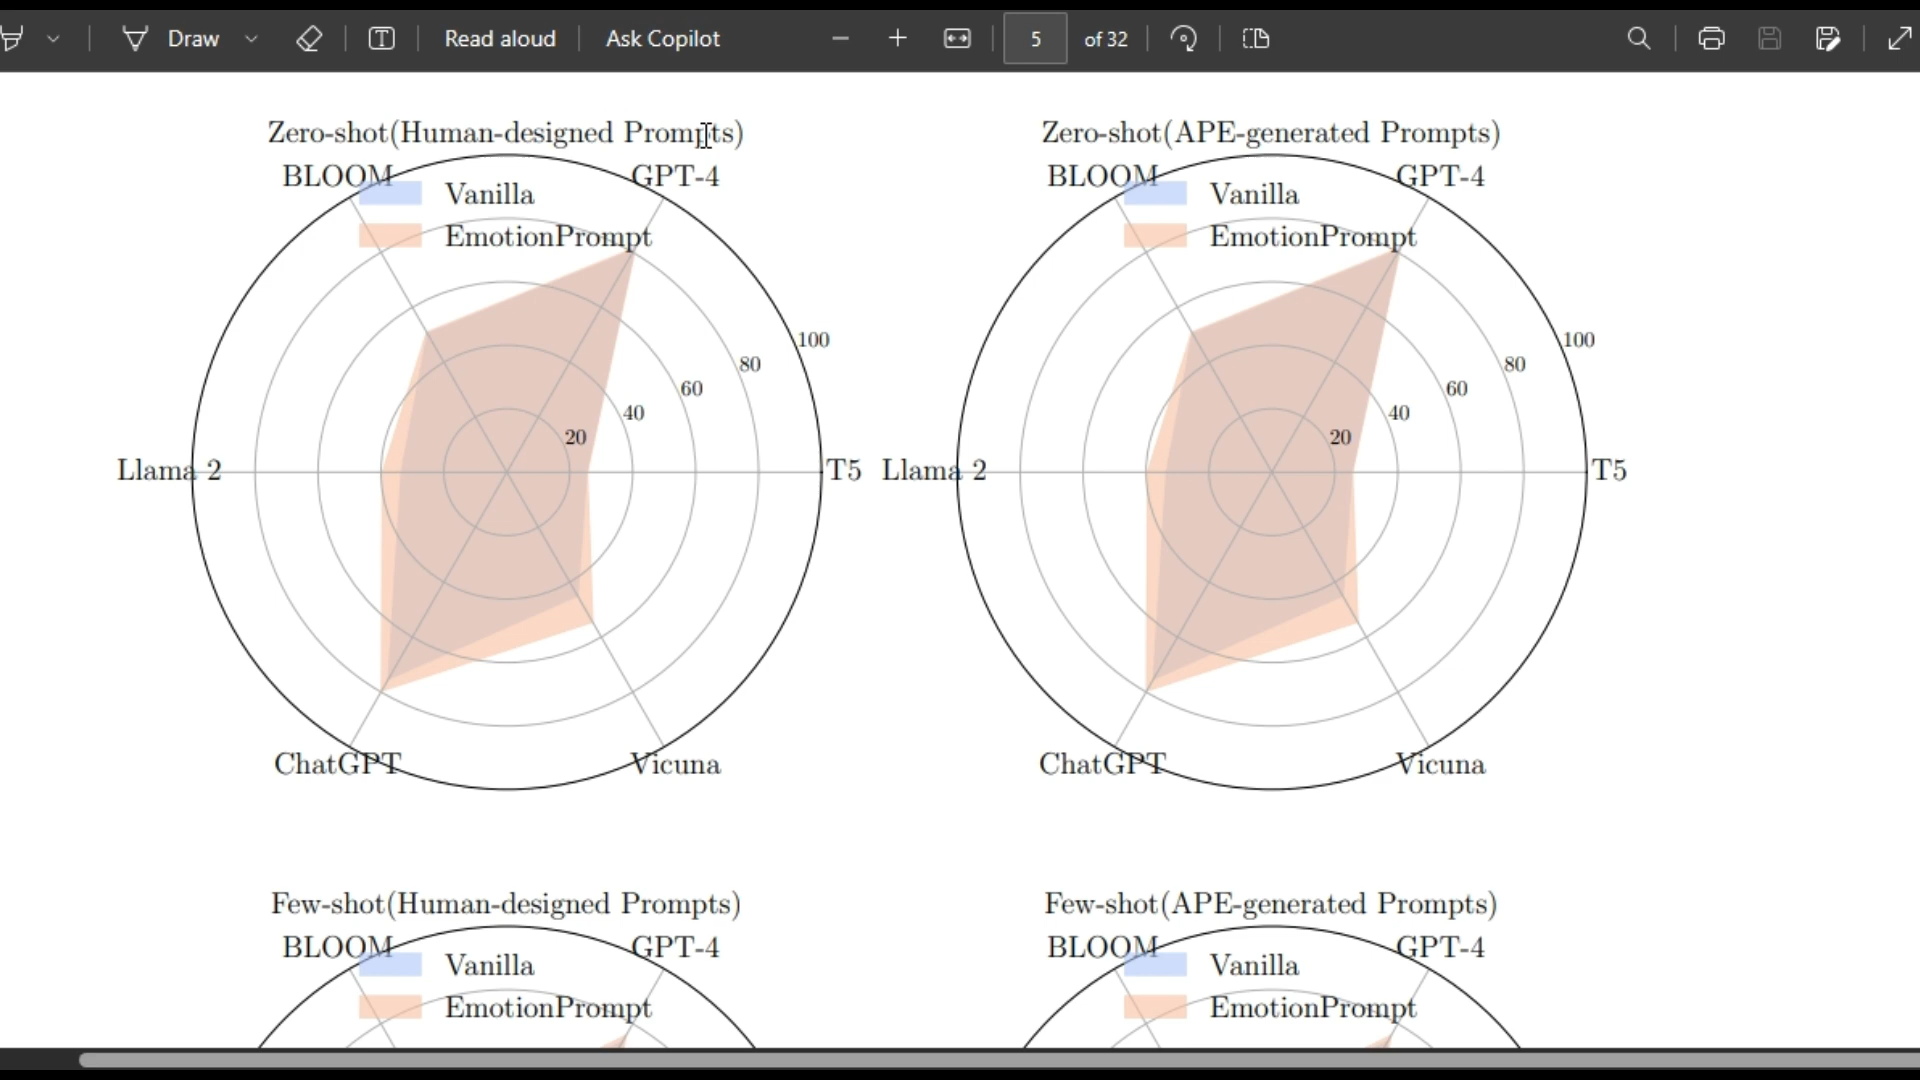 Draw
Read aloud
Ask Copilot
5 of 32
Zero-shot(Human-designed Prompts)
BLOOM
GPT-4
Vanilla
EmotionPrompt
100
80
60
40
20
Llama 2
T5
ChatGPT
Vicuna
Zero-shot(APE-generated Prompts)
BLOOM
GPT-4
Vanilla
EmotionPrompt
100
80
60
40
20
Llama 2
T5
ChatGPT
Vicuna
Few-shot(Human-designed Prompts)
BLOOM
GPT-4
Vanilla
EmotionPrompt
Few-shot(APE-generated Prompts)
BLOOM
GPT-4
Vanilla
EmotionPrompt